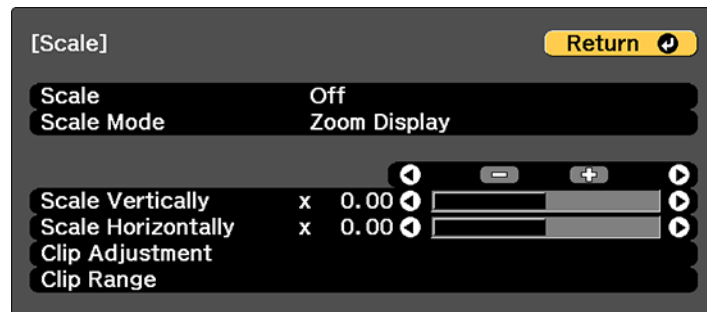 [Scale] Return
Scale Off
Scale Mode Zoom Display
Scale Vertically x 0.00
Scale Horizontally x 0.00
Clip Adjustment
Clip Range